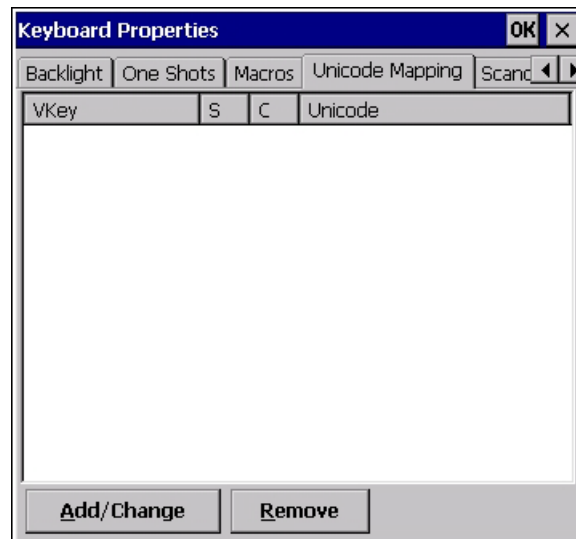 Keyboard Properties OK ×
Backlight One Shots Macros Unicode Mapping Scanc
VKey S C Unicode
Add/Change Remove